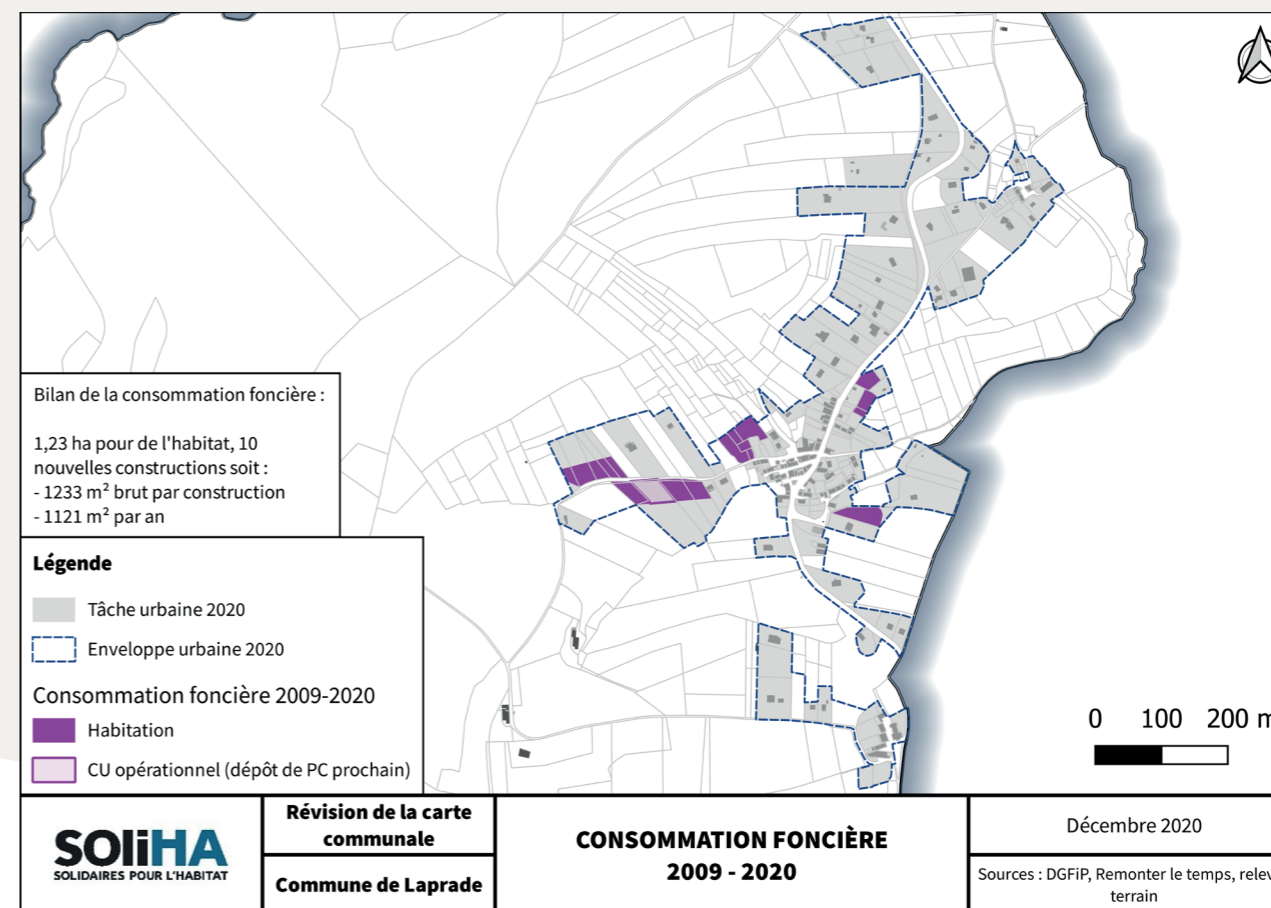 Bilan de la consommation foncière :
1,23 ha pour de l'habitat, 10
nouvelles constructions soit :
- 1233 m² brut par construction
- 1121 m² par an
Légende
Tâche urbaine 2020
Enveloppe urbaine 2020
Consommation foncière 2009-2020
Habitation
CU opérationnel (dépôt de PC prochain)
0 100 200 m
SOliHA
SOLIDAIRES POUR L'HABITAT
Révision de la carte
communale
Commune de Laprade
CONSOMMATION FONCIÈRE
2009 - 2020
Décembre 2020
Sources : DGFiP, Remonter le temps,
terrain